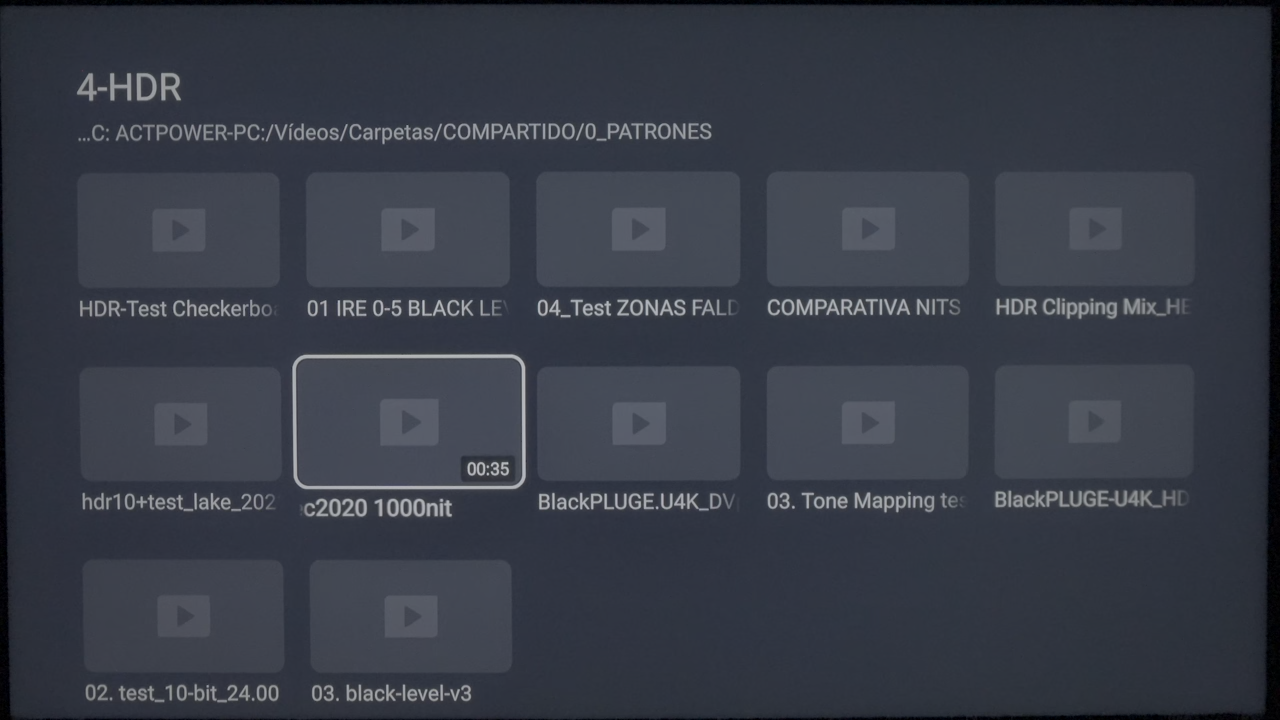 4-HDR
...C: ACTPOWER-PC:/Vídeos/Carpetas/COMPARTIDO/0_PATRONES
HDR-Test Checkerbo
01 IRE 0-5 BLACK LEV
04_Test ZONAS FALD
COMPARATIVA NITS
HDR Clipping Mix_HE
hdr10+test_lake_202
00:35
c2020 1000nit
BlackPLUGE.U4K_DV
03. Tone Mapping tes
BlackPLUGE-U4K_HD
02. test_10-bit_24.00
03. black-level-v3